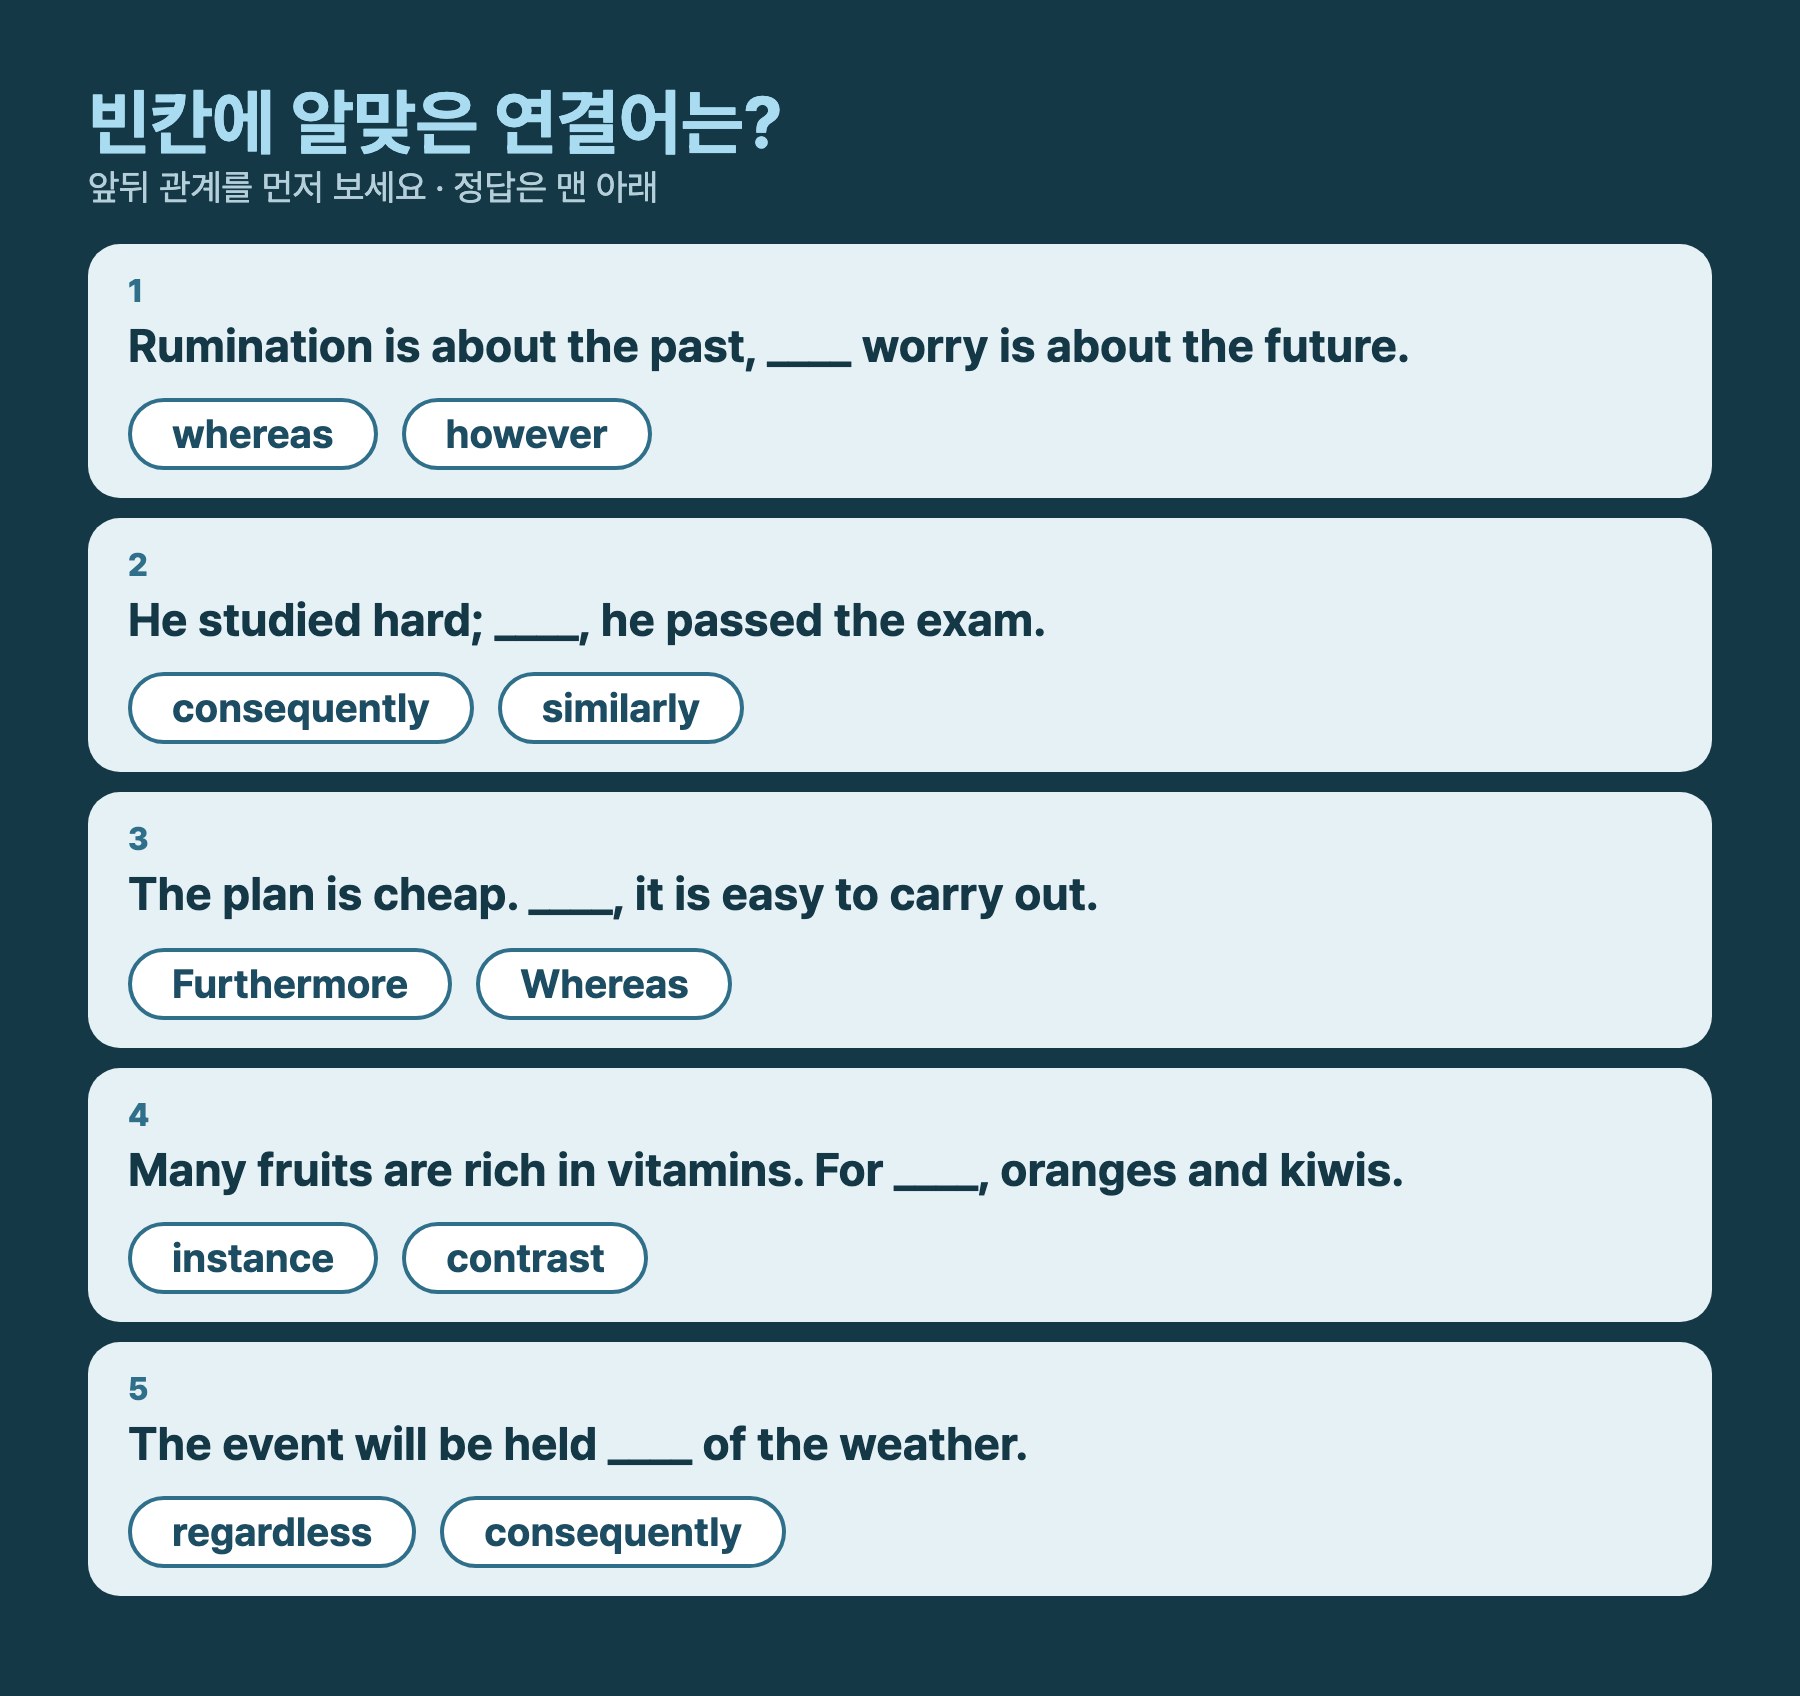 빈칸에 알맞은 연결어는?
앞뒤 관계를 먼저 보세요 · 정답은 맨 아래
1
Rumination is about the past, ____ worry is about the future.
whereas however
2
He studied hard; ____, he passed the exam.
consequently similarly
3
The plan is cheap. ____, it is easy to carry out.
Furthermore Whereas
4
Many fruits are rich in vitamins. For ____, oranges and kiwis.
instance contrast
5
The event will be held ____ of the weather.
regardless consequently